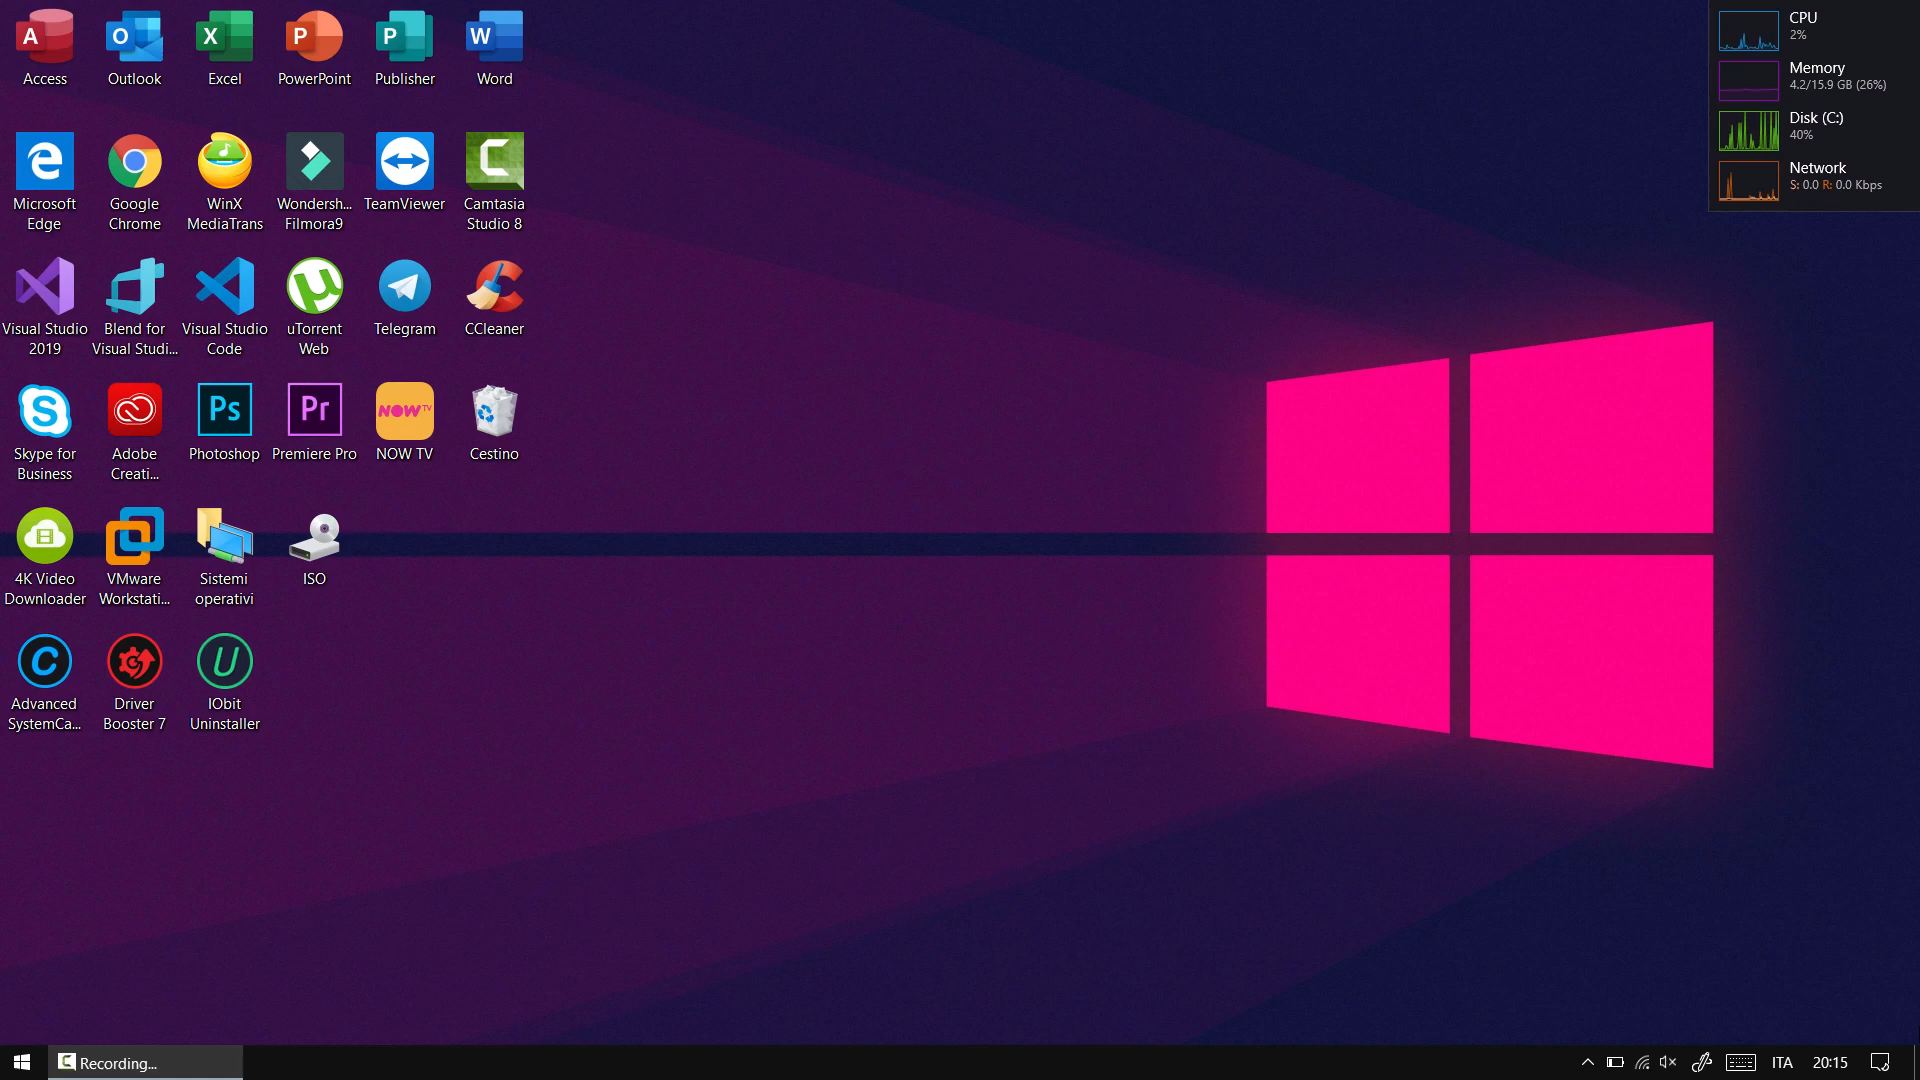 A
Access
O
Outlook
X
Excel
P
PowerPoint
P
Publisher
W
Word
Microsoft
Edge
Google
Chrome
WinX
MediaTrans
Wondersh...
Filmora9
TeamViewer
Camtasia
Studio 8
Visual Studio
2019
Blend for
Visual Studi...
Visual Studio
Code
uTorrent
Web
Telegram
CCleaner
S
Skype for
Business
Adobe
Creati...
Ps
Photoshop
Pr
Premiere Pro
NOW TV
NOW TV
Cestino
4K Video
Downloader
VMware
Workstati...
Sistemi
operativi
ISO
C
Advanced
SystemCa...
Driver
Booster 7
U
IObit
Uninstaller
CPU
2%
Memory
4.2/15.9 GB (26%)
Disk (C:)
40%
Network
S: 0.0 R: 0.0 Kbps
Recording...
ITA
20:15